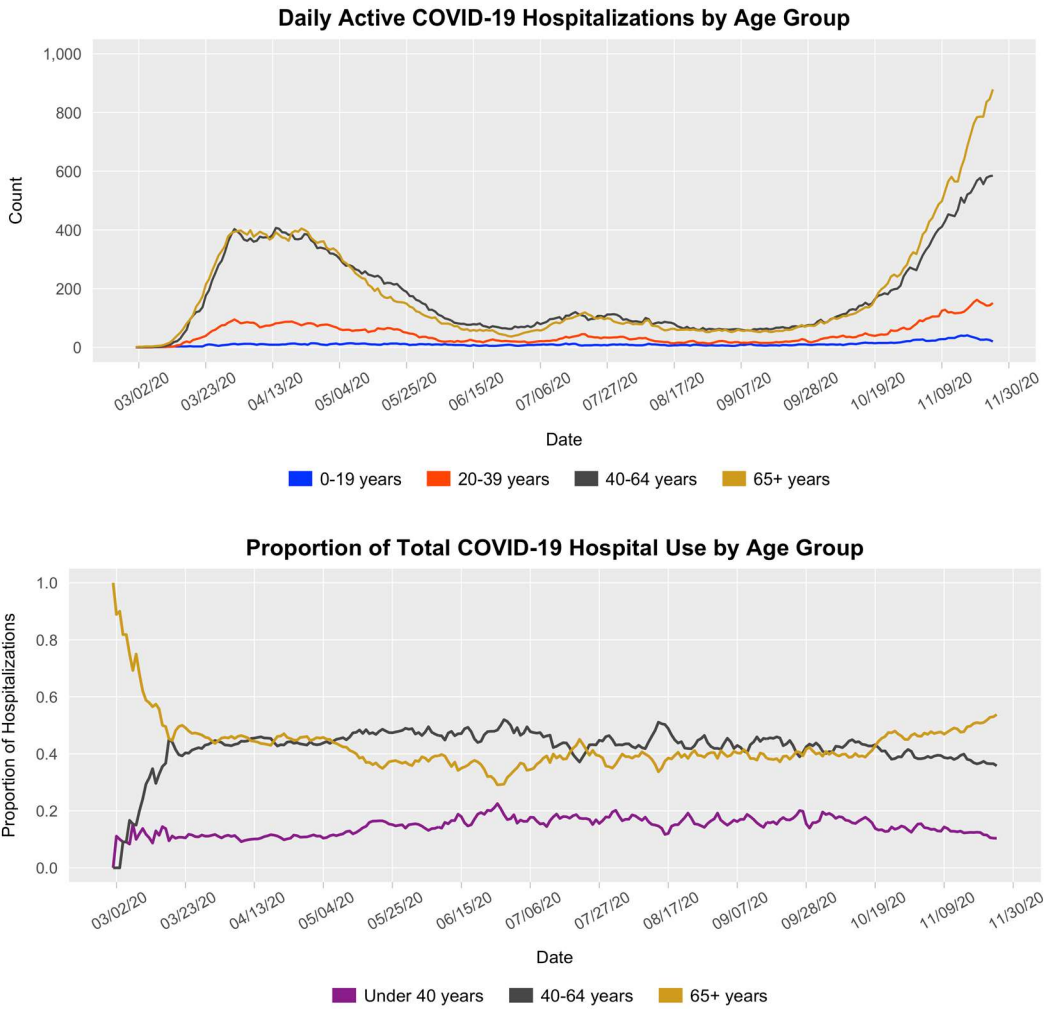 Daily Active COVID-19 Hospitalizations by Age Group
1,000
800
600
400
200
0
Count
03/02/20 03/23/20 04/13/20 05/04/20 05/25/20 06/15/20 07/06/20 07/27/20 08/17/20 09/07/20 09/28/20 10/19/20 11/09/20 11/30/20
Date
0-19 years 20-39 years 40-64 years 65+ years
Proportion of Total COVID-19 Hospital Use by Age Group
1.0
0.8
0.6
0.4
0.2
0.0
Proportion of Hospitalizations
03/02/20 03/23/20 04/13/20 05/04/20 05/25/20 06/15/20 07/06/20 07/27/20 08/17/20 09/07/20 09/28/20 10/19/20 11/09/20 11/30/20
Date
Under 40 years 40-64 years 65+ years